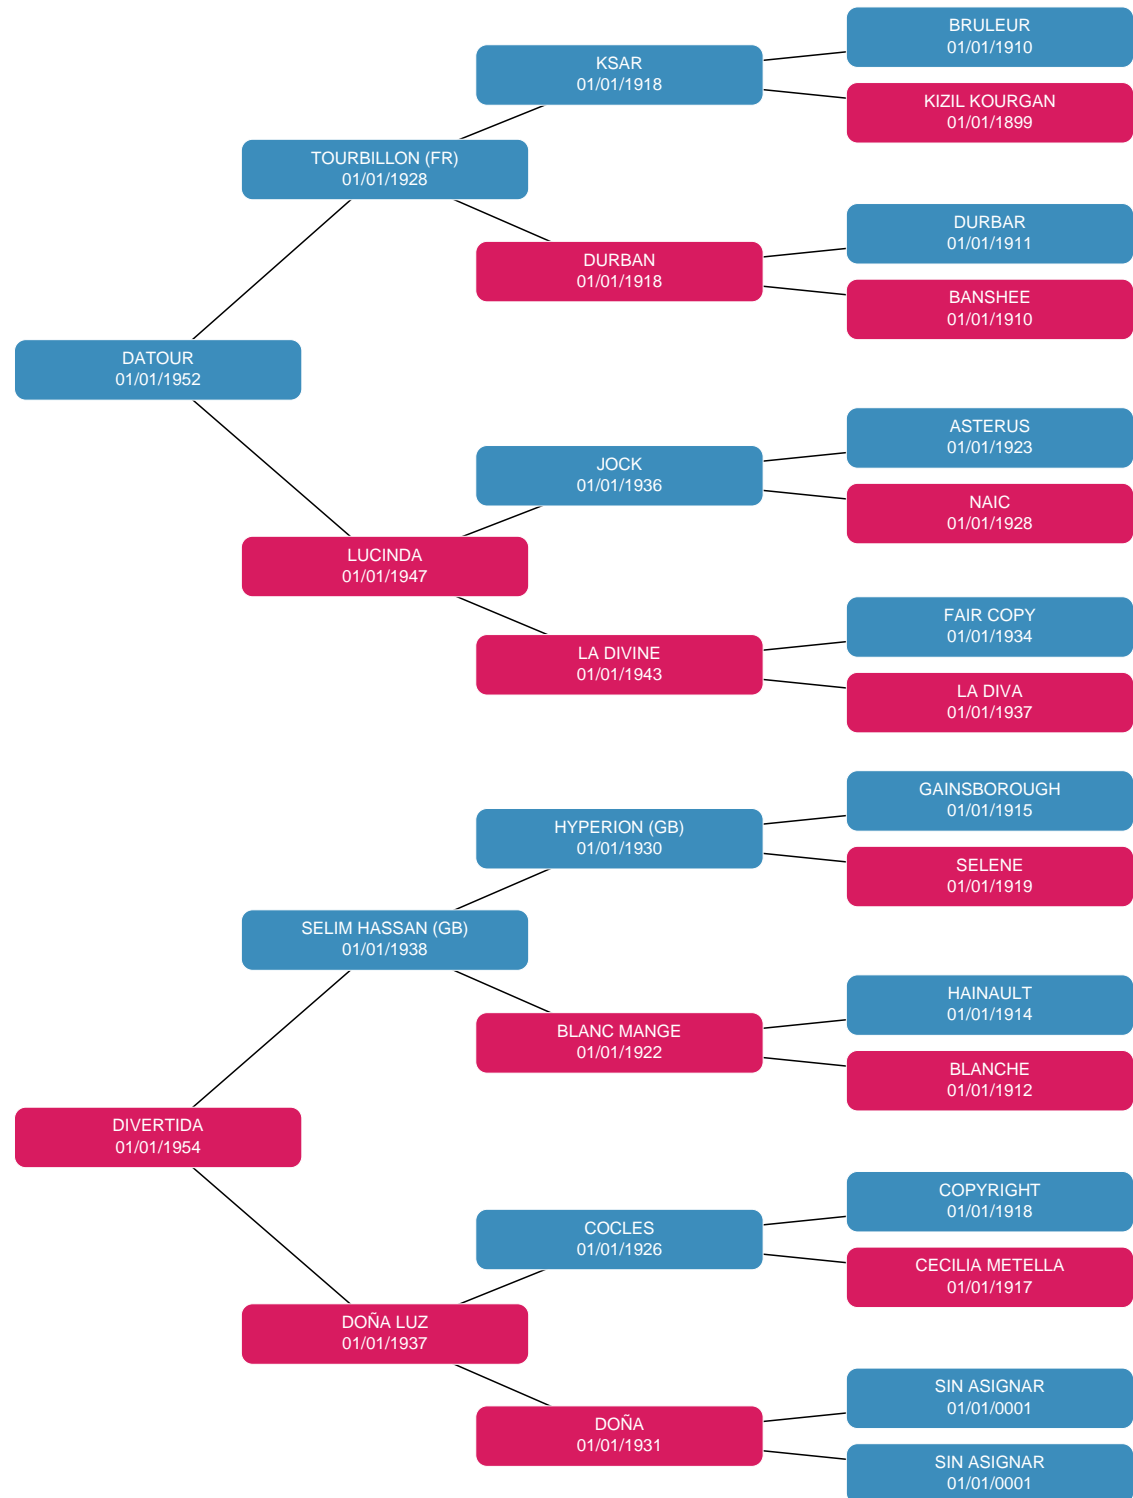 BRULEUR
01/01/1910
KSAR
01/01/1918
KIZIL KOURGAN
01/01/1899
TOURBILLON (FR)
01/01/1928
DURBAR
01/01/1911
DURBAN
01/01/1918
BANSHEE
01/01/1910
DATOUR
01/01/1952
ASTERUS
01/01/1923
JOCK
01/01/1936
NAIC
01/01/1928
LUCINDA
01/01/1947
FAIR COPY
01/01/1934
LA DIVINE
01/01/1943
LA DIVA
01/01/1937
GAINSBOROUGH
01/01/1915
HYPERION (GB)
01/01/1930
SELENE
01/01/1919
SELIM HASSAN (GB)
01/01/1938
HAINAULT
01/01/1914
BLANC MANGE
01/01/1922
BLANCHE
01/01/1912
DIVERTIDA
01/01/1954
COPYRIGHT
01/01/1918
COCLES
01/01/1926
CECILIA METELLA
01/01/1917
DOÑA LUZ
01/01/1937
SIN ASIGNAR
01/01/0001
DOÑA
01/01/1931
SIN ASIGNAR
01/01/0001